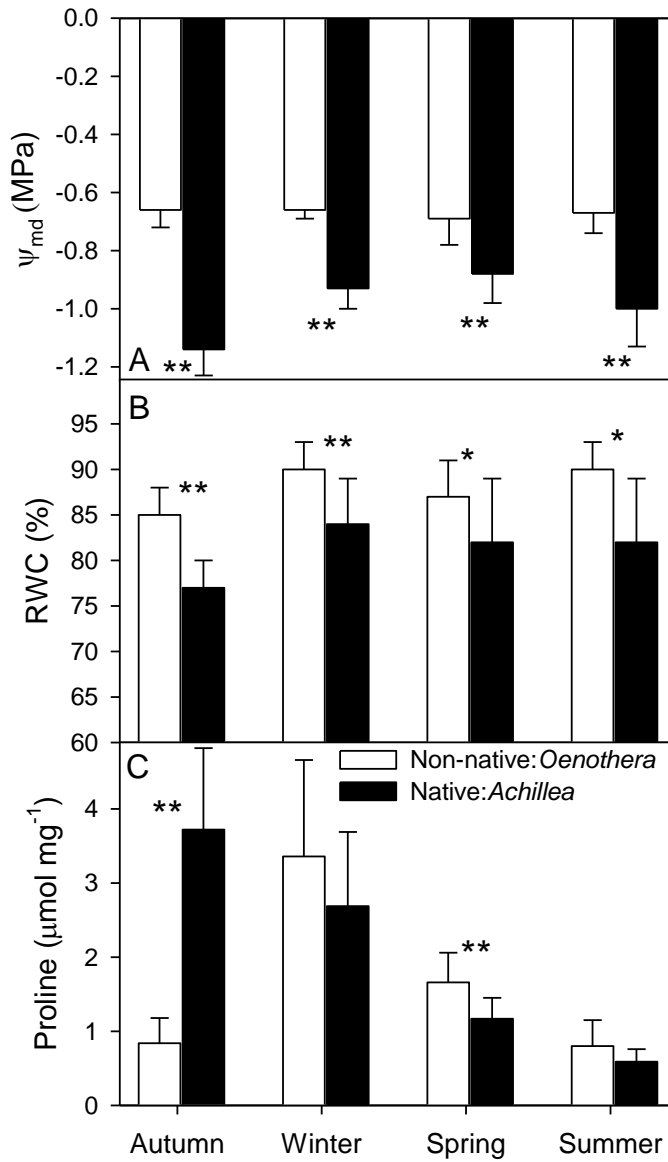 0.0
-0.2
-0.4
-0.6
-0.8
-1.0
-1.2
ψmd (MPa)
** ** ** **
A
B
95
90
85
80
75
70
65
60
RWC (%)
** ** * *
C
Non-native:Oenothera
Native:Achillea
4
3
2
1
0
Proline (μmol mg⁻¹)
** **
Autumn Winter Spring Summer